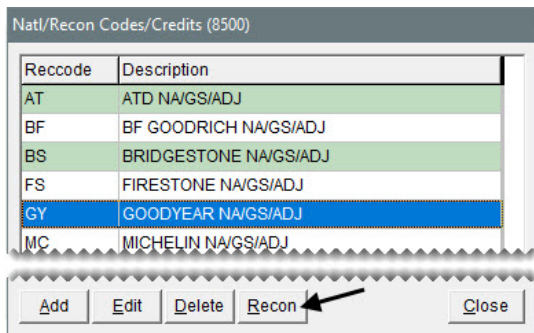 Natl/Recon Codes/Credits (8500)
Reccode Description
AT ATD NA/GS/ADJ
BF BF GOODRICH NA/GS/ADJ
BS BRIDGESTONE NA/GS/ADJ
FS FIRESTONE NA/GS/ADJ
GY GOODYEAR NA/GS/ADJ
MC MICHELIN NA/GS/ADJ
Add Edit Delete Recon Close